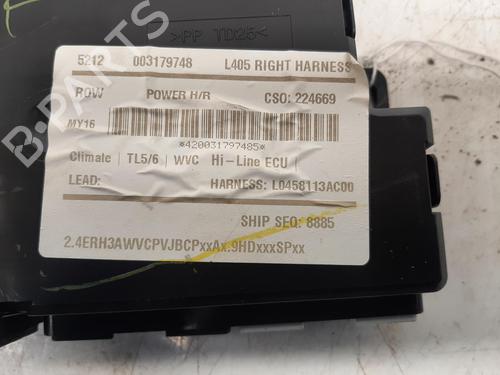 >PP TD25<
5212 003179748 L405 RIGHT HARNESS
ROW POWER H/R CSO: 224669
MY16
*420031797485*
Climate | TL5/6 | WVC Hi-Line ECU |
LEAD: HARNESS: L0458113AC00
SHIP SEQ: 8885
2.4ERH3AWVCPVJBCPxxAx.9HDxxxSPxx
B-PARTS